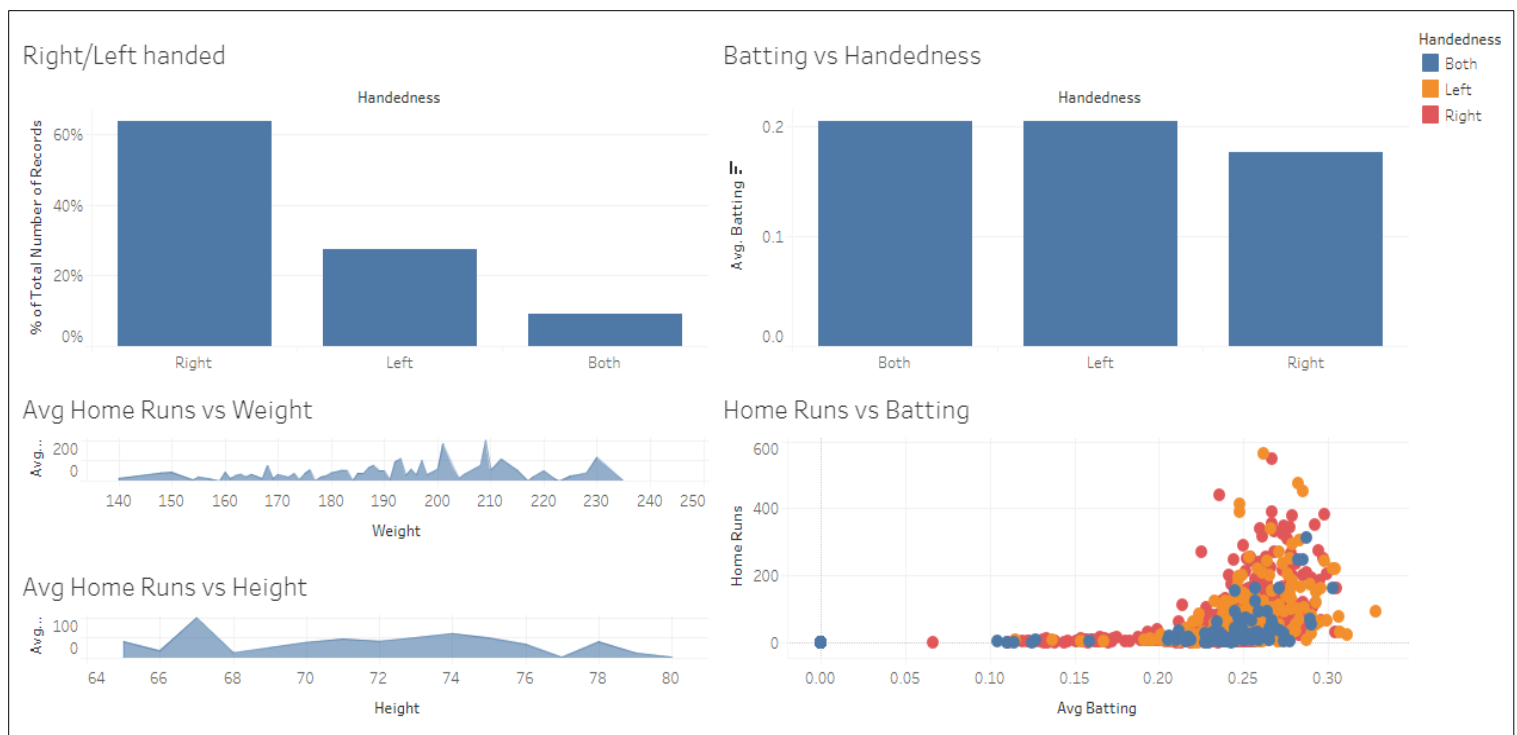 Right/Left handed
Handedness
% of Total Number of Records
60%
40%
20%
0%
Right
Left
Both
Batting vs Handedness
Handedness
Avg. Batting
0.2
0.1
0.0
Both
Left
Right
Handedness
Both
Left
Right
Avg Home Runs vs Weight
Avg...
200
0
140 150 160 170 180 190 200 210 220 230 240 250
Weight
Avg Home Runs vs Height
Avg...
100
0
64 66 68 70 72 74 76 78 80
Height
Home Runs vs Batting
Home Runs
600
400
200
0
0.00 0.05 0.10 0.15 0.20 0.25 0.30
Avg Batting